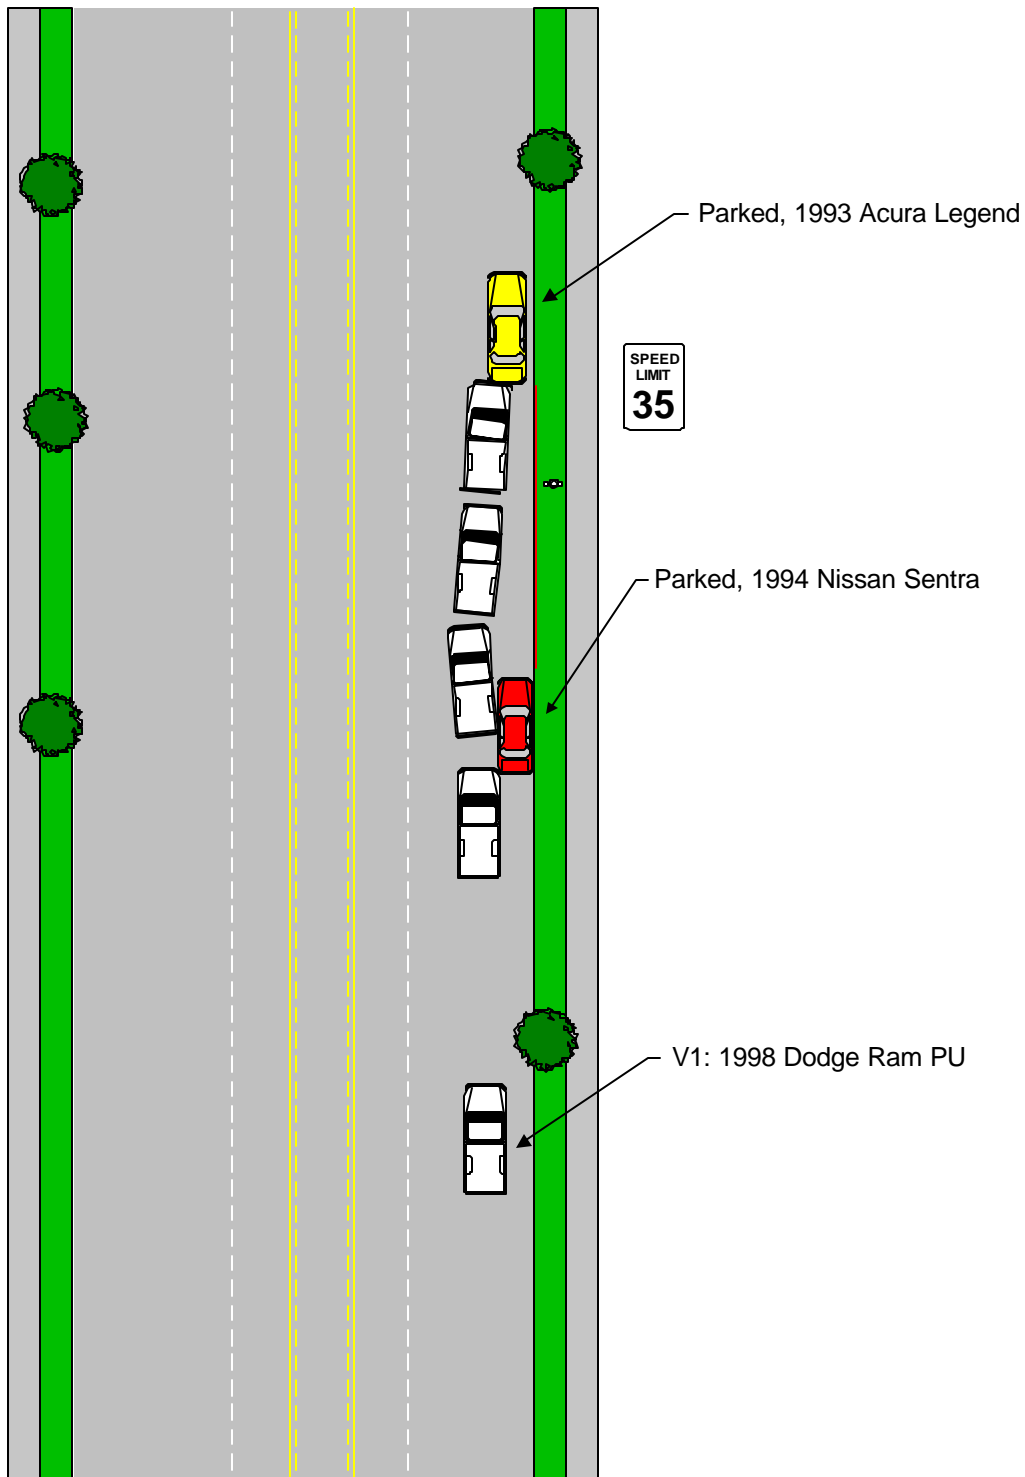 Parked, 1993 Acura Legend
SPEED
LIMIT
35
Parked, 1994 Nissan Sentra
V1: 1998 Dodge Ram PU